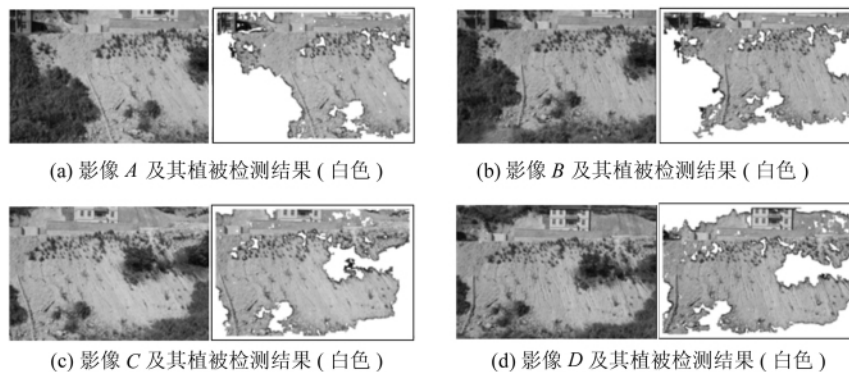 (a) 影像 A 及其植被检测结果 ( 白色 )
(b) 影像 B 及其植被检测结果 ( 白色 )
(c) 影像 C 及其植被检测结果 ( 白色 )
(d) 影像 D 及其植被检测结果 ( 白色 )